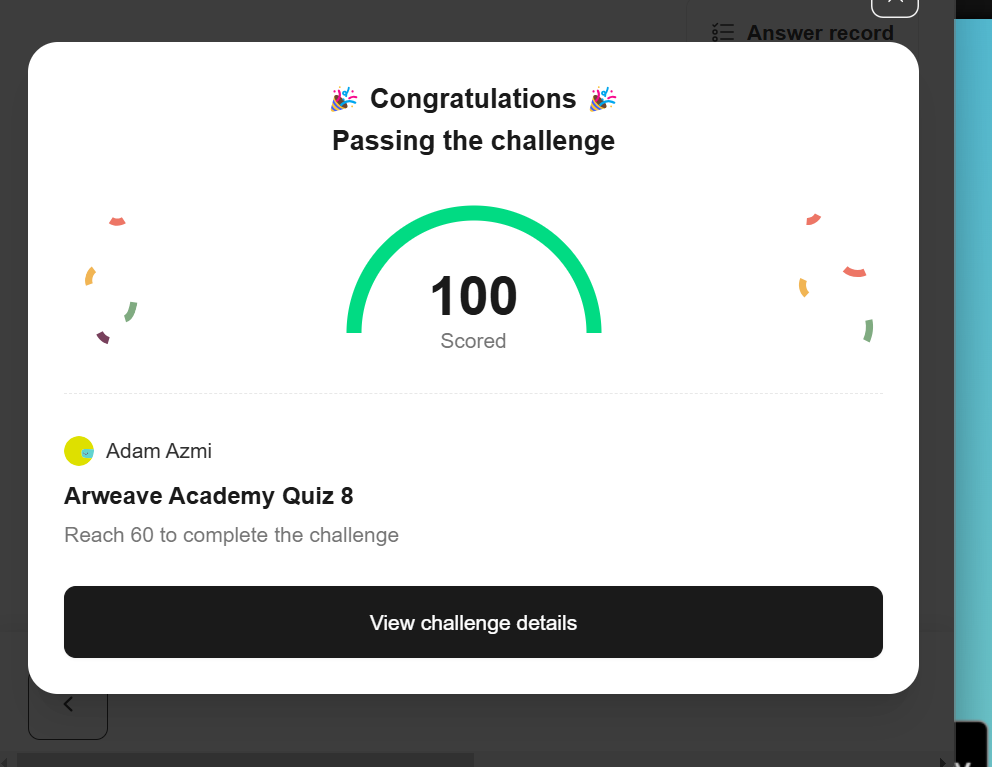 Answer record
🎉 Congratulations 🎉
Passing the challenge
100
Scored
Adam Azmi
Arweave Academy Quiz 8
Reach 60 to complete the challenge
View challenge details